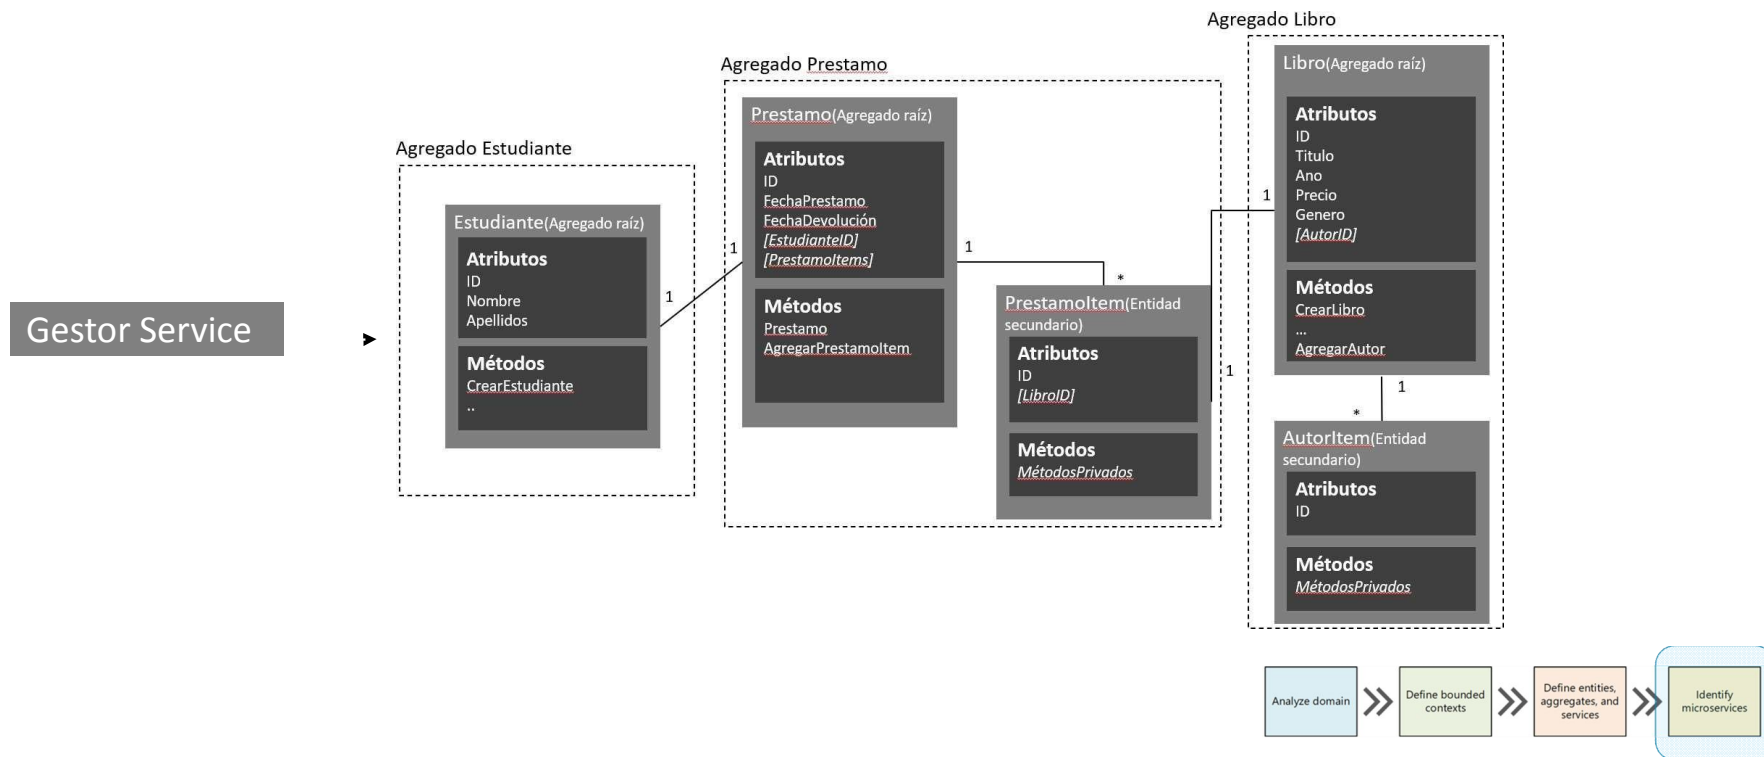 Gestor Service
Agregado Estudiante
Estudiante(Agregado raíz)
Atributos
ID
Nombre
Apellidos
Métodos
CrearEstudiante
..
1
1
Agregado Prestamo
Prestamo(Agregado raíz)
Atributos
ID
FechaPrestamo
FechaDevolución
[EstudianteID]
[PrestamoItems]
Métodos
Prestamo
AgregarPrestamoItem
1
*
PrestamoItem(Entidad
secundario)
Atributos
ID
[LibroID]
Métodos
MétodosPrivados
1
1
Agregado Libro
Libro(Agregado raíz)
Atributos
ID
Titulo
Ano
Precio
Genero
[AutorID]
Métodos
CrearLibro
...
AgregarAutor
1
*
AutorItem(Entidad
secundario)
Atributos
ID
Métodos
MétodosPrivados
Analyze domain
Define bounded
contexts
Define entities,
aggregates, and
services
Identify
microservices